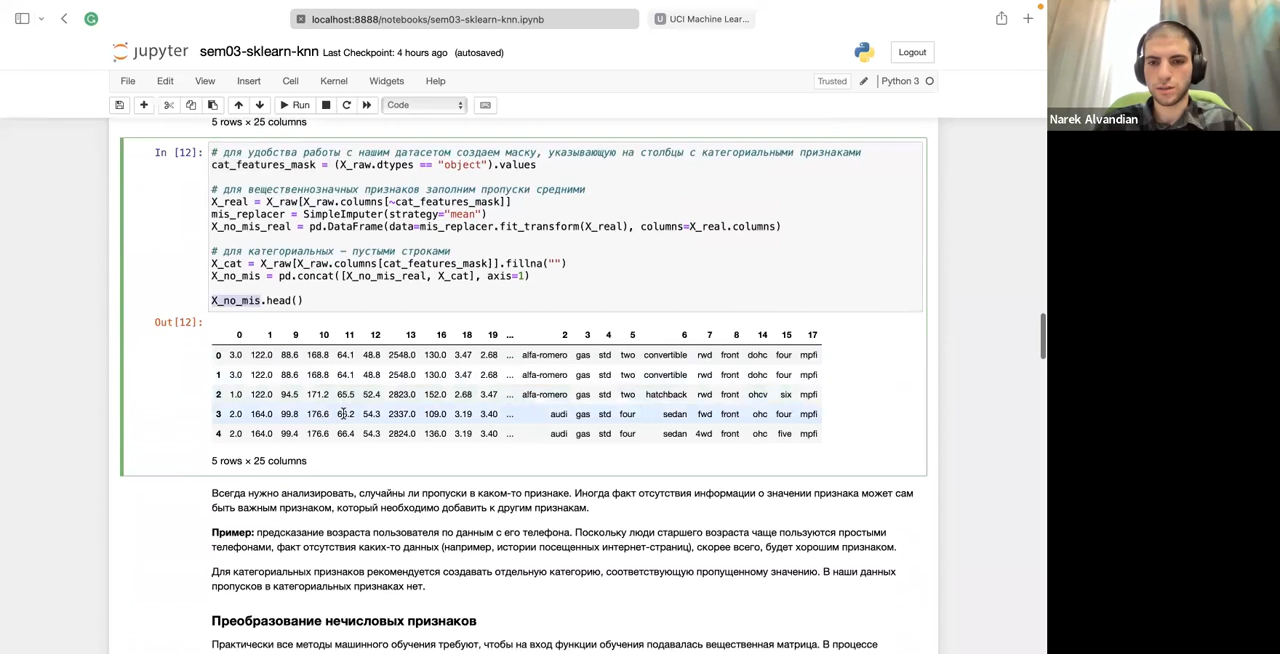 localhost:8888/notebooks/sem03-sklearn-knn.ipynb
UCI Machine Lear...
jupyter sem03-sklearn-knn Last Checkpoint: 4 hours ago (autosaved)
Logout
File Edit View Insert Cell Kernel Widgets Help
Trusted Python 3
Run Code
5 rows × 25 columns
In [12]: # для удобства работы с нашим датасетом создаем маску, указывающую на столбцы с категориальными признаками
cat_features_mask = (X_raw.dtypes == "object").values
# для вещественнозначных признаков заполним пропуски средними
X_real = X_raw[X_raw.columns[~cat_features_mask]]
mis_replacer = SimpleImputer(strategy="mean")
X_no_mis_real = pd.DataFrame(data=mis_replacer.fit_transform(X_real), columns=X_real.columns)
# для категориальных – пустыми строками
X_cat = X_raw[X_raw.columns[cat_features_mask]].fillna("")
X_no_mis = pd.concat([X_no_mis_real, X_cat], axis=1)
X_no_mis.head()
Out[12]:
0 1 9 10 11 12 13 16 18 19 ... 2 3 4 5 6 7 8 14 15 17
0 3.0 122.0 88.6 168.8 64.1 48.8 2548.0 130.0 3.47 2.68 ... alfa-romero gas std two convertible rwd front dohc four mpfi
1 3.0 122.0 88.6 168.8 64.1 48.8 2548.0 130.0 3.47 2.68 ... alfa-romero gas std two convertible rwd front dohc four mpfi
2 1.0 122.0 94.5 171.2 65.5 52.4 2823.0 152.0 2.68 3.47 ... alfa-romero gas std two hatchback rwd front ohcv six mpfi
3 2.0 164.0 99.8 176.6 54.3 2337.0 109.0 3.19 3.40 ... audi gas std four sedan fwd front ohc four mpfi
4 2.0 164.0 99.4 176.6 66.4 54.3 2824.0 136.0 3.19 3.40 ... audi gas std four sedan 4wd front ohc five mpfi
5 rows × 25 columns
Всегда нужно анализировать, случайны ли пропуски в каком-то признаке. Иногда факт отсутствия информации о значении признака может сам
быть важным признаком, который необходимо добавить к другим признакам.
Пример: предсказание возраста пользователя по данным с его телефона. Поскольку люди старшего возраста чаще пользуются простыми
телефонами, факт отсутствия каких-то данных (например, истории посещенных интернет-страниц), скорее всего, будет хорошим признаком.
Для категориальных признаков рекомендуется создавать отдельную категорию, соответствующую пропущенному значению. В наши данных
пропусков в категориальных признаках нет.
Преобразование нечисловых признаков
Практически все методы машинного обучения требуют, чтобы на вход функции обучения подавалась вещественная матрица. В процессе
Narek Alvandian